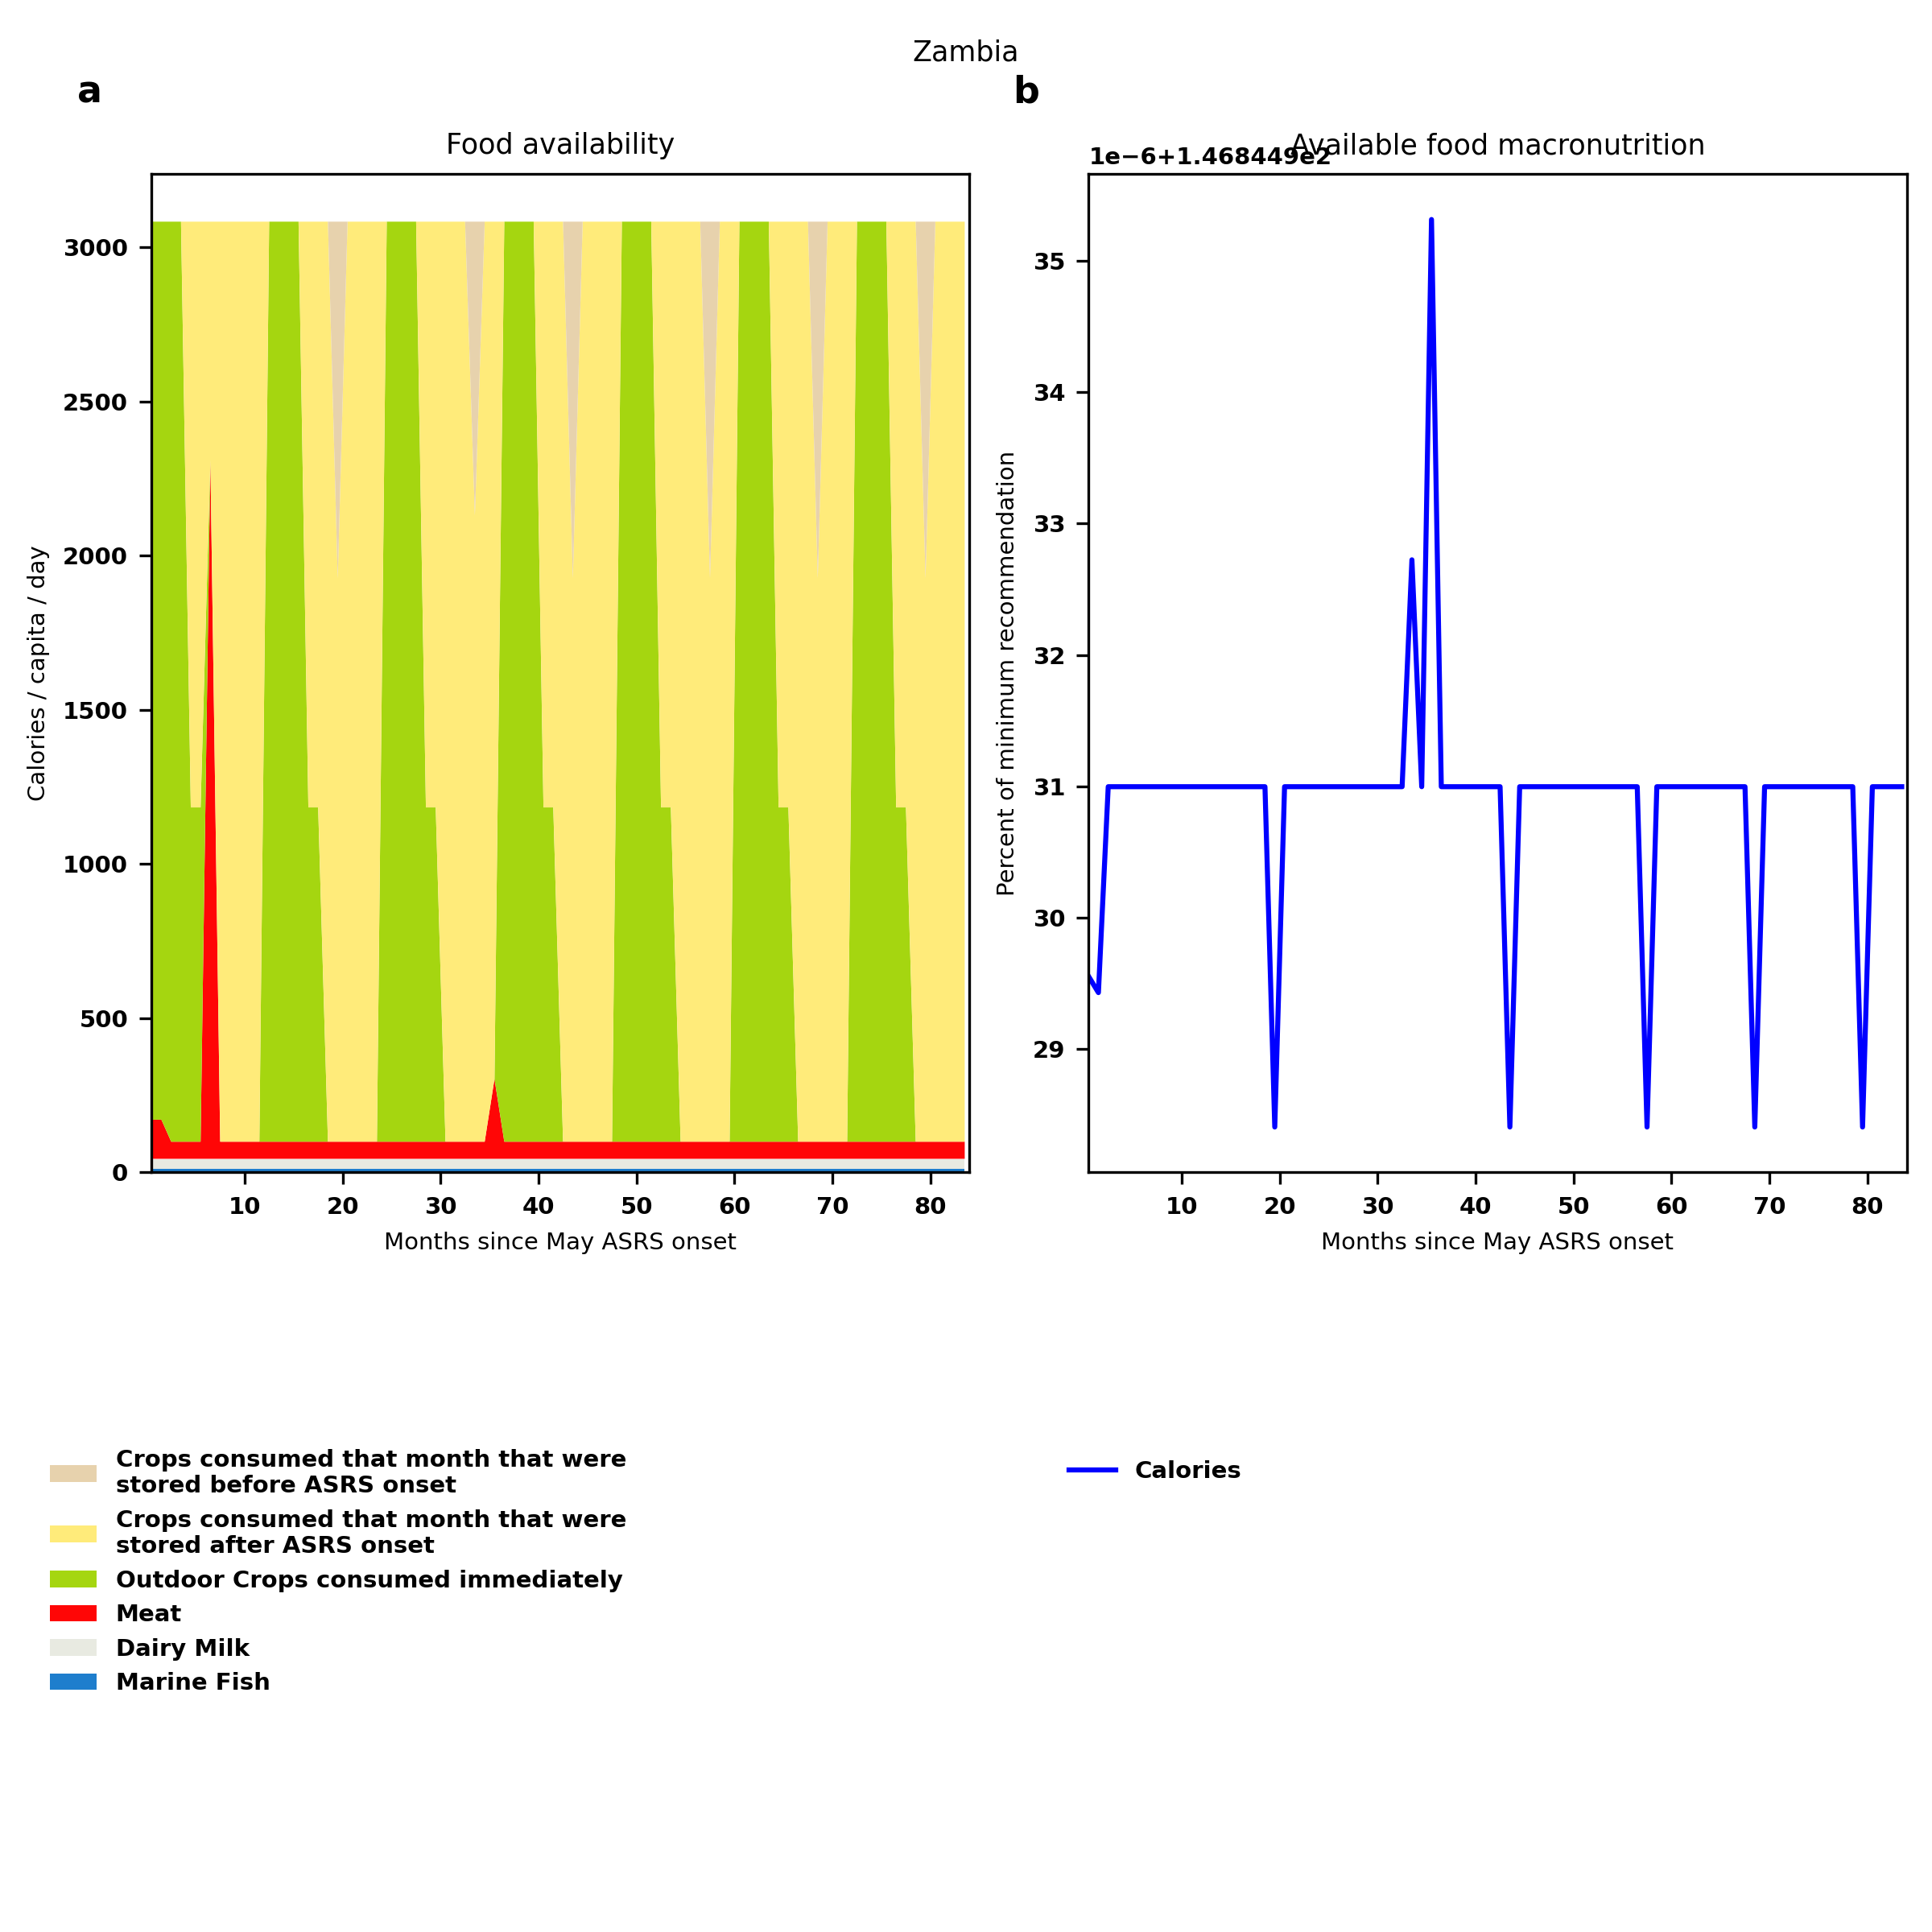 Zambia
a
b
Food availability
Available food macronutrition
1e−6+1.468449e2
3000
2500
2000
1500
1000
500
0
Calories / capita / day
10 20 30 40 50 60 70 80
Months since May ASRS onset
35
34
33
32
31
30
29
Percent of minimum recommendation
10 20 30 40 50 60 70 80
Months since May ASRS onset
Crops consumed that month that were
stored before ASRS onset
Crops consumed that month that were
stored after ASRS onset
Outdoor Crops consumed immediately
Meat
Dairy Milk
Marine Fish
Calories